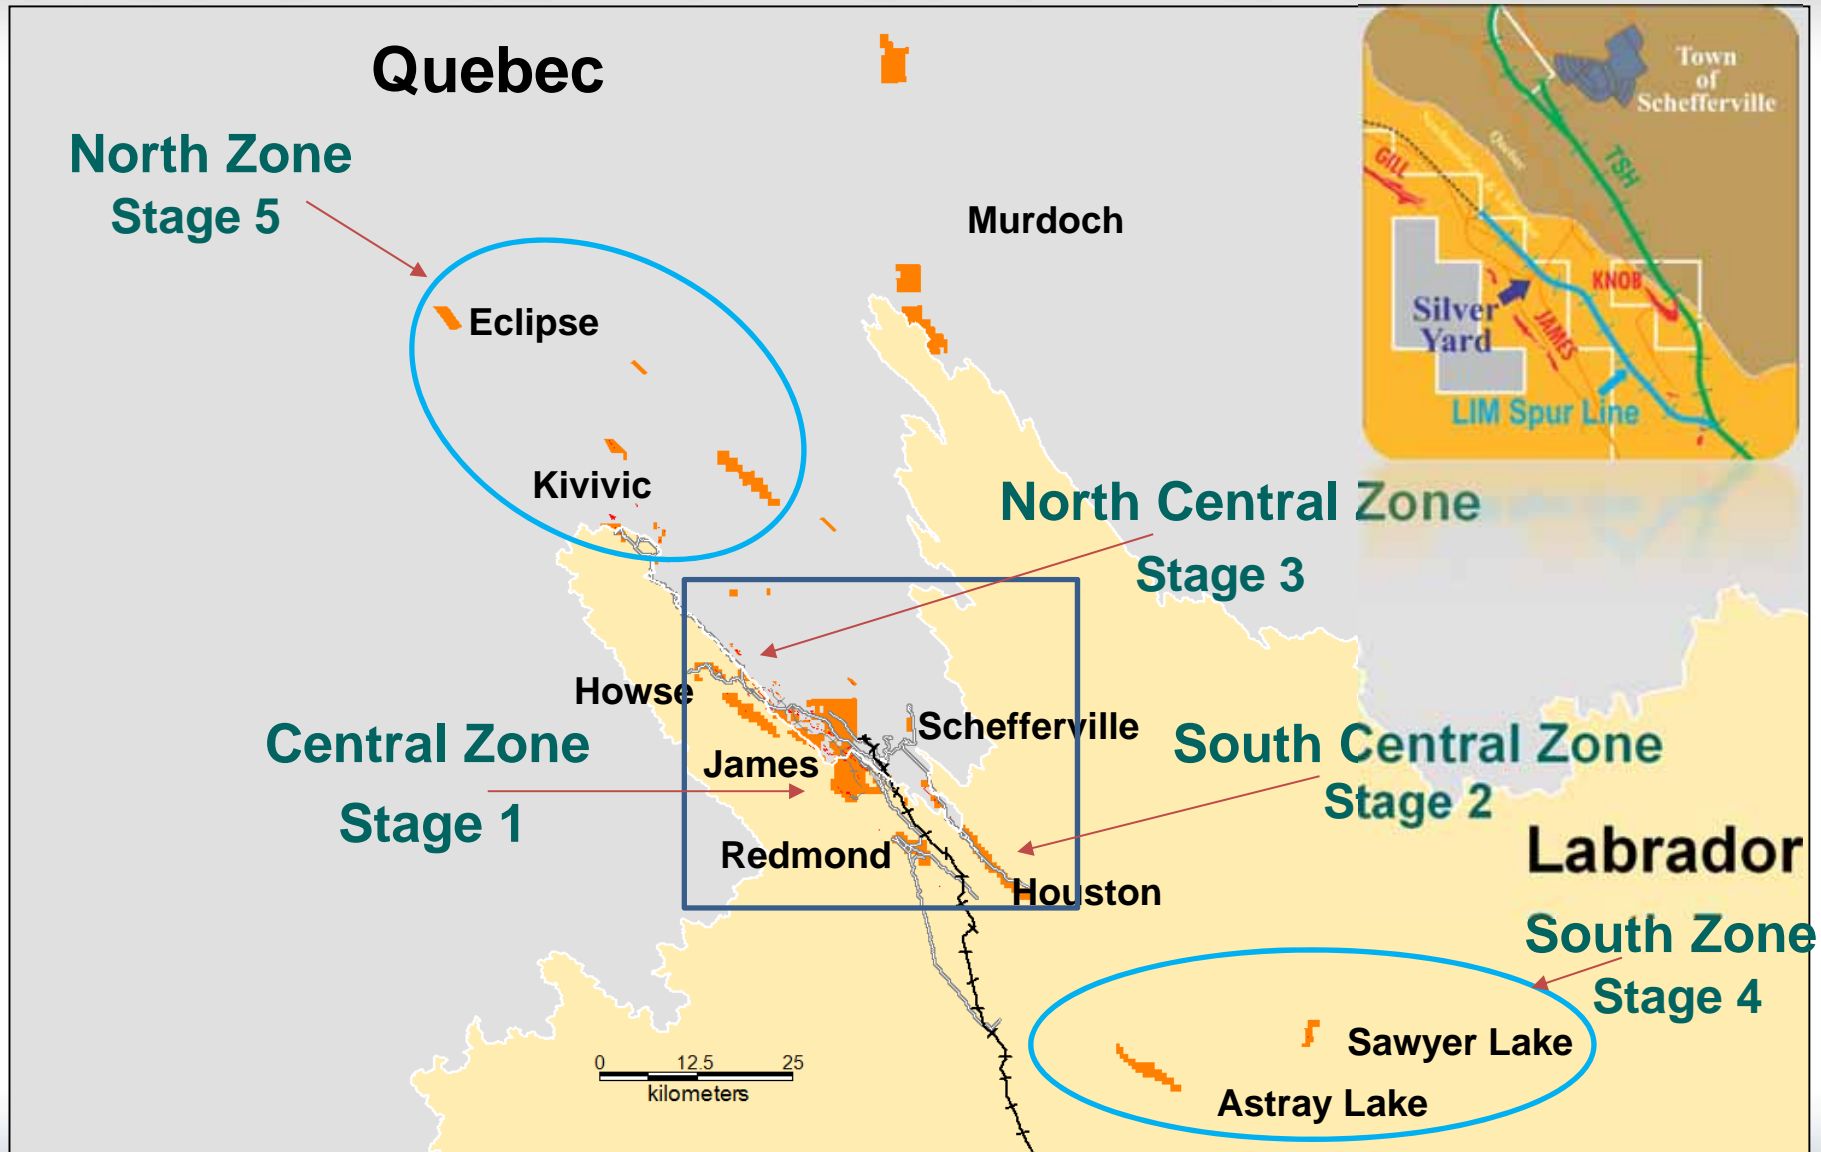 Quebec
North Zone
Stage 5
Murdoch
Eclipse
Kivivic
North Central Zone
Stage 3
Howse
Schefferville
Central Zone
James
Stage 1
South Central Zone
Stage 2
Redmond
Houston
Labrador
South Zone
Stage 4
Sawyer Lake
Astray Lake
0 12.5 25
kilometers
Town
of
Schefferville
Quebec
TSH
GILL
KNOB
Silver
Yard
JAMES
LIM Spur Line